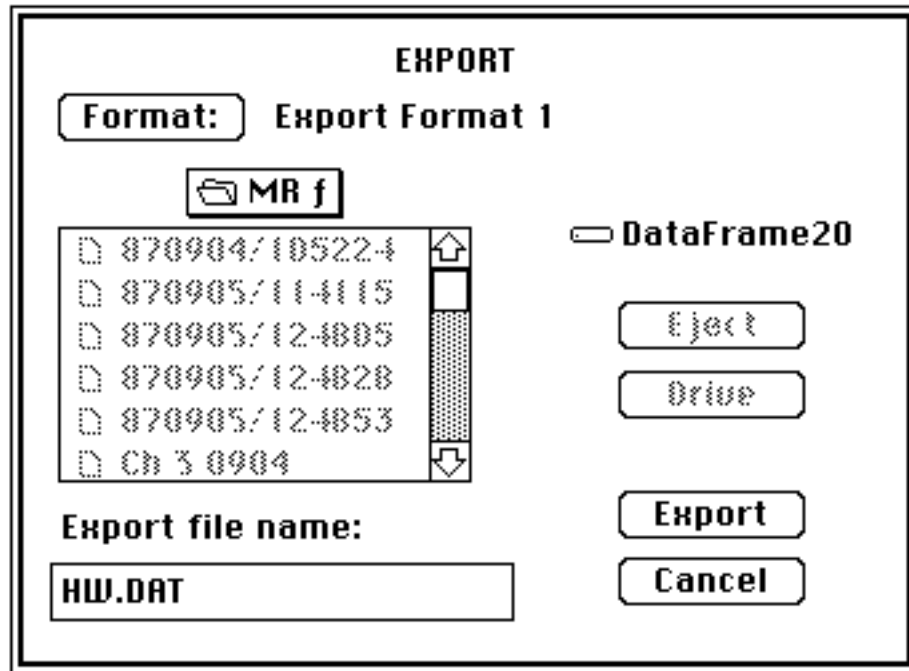 EXPORT
Format: Export Format 1
MR ƒ
870904/105224
870905/114115
870905/124805
870905/124828
870905/124853
Ch 3 0904
DataFrame20
Eject
Drive
Export file name:
HW.DAT
Export
Cancel